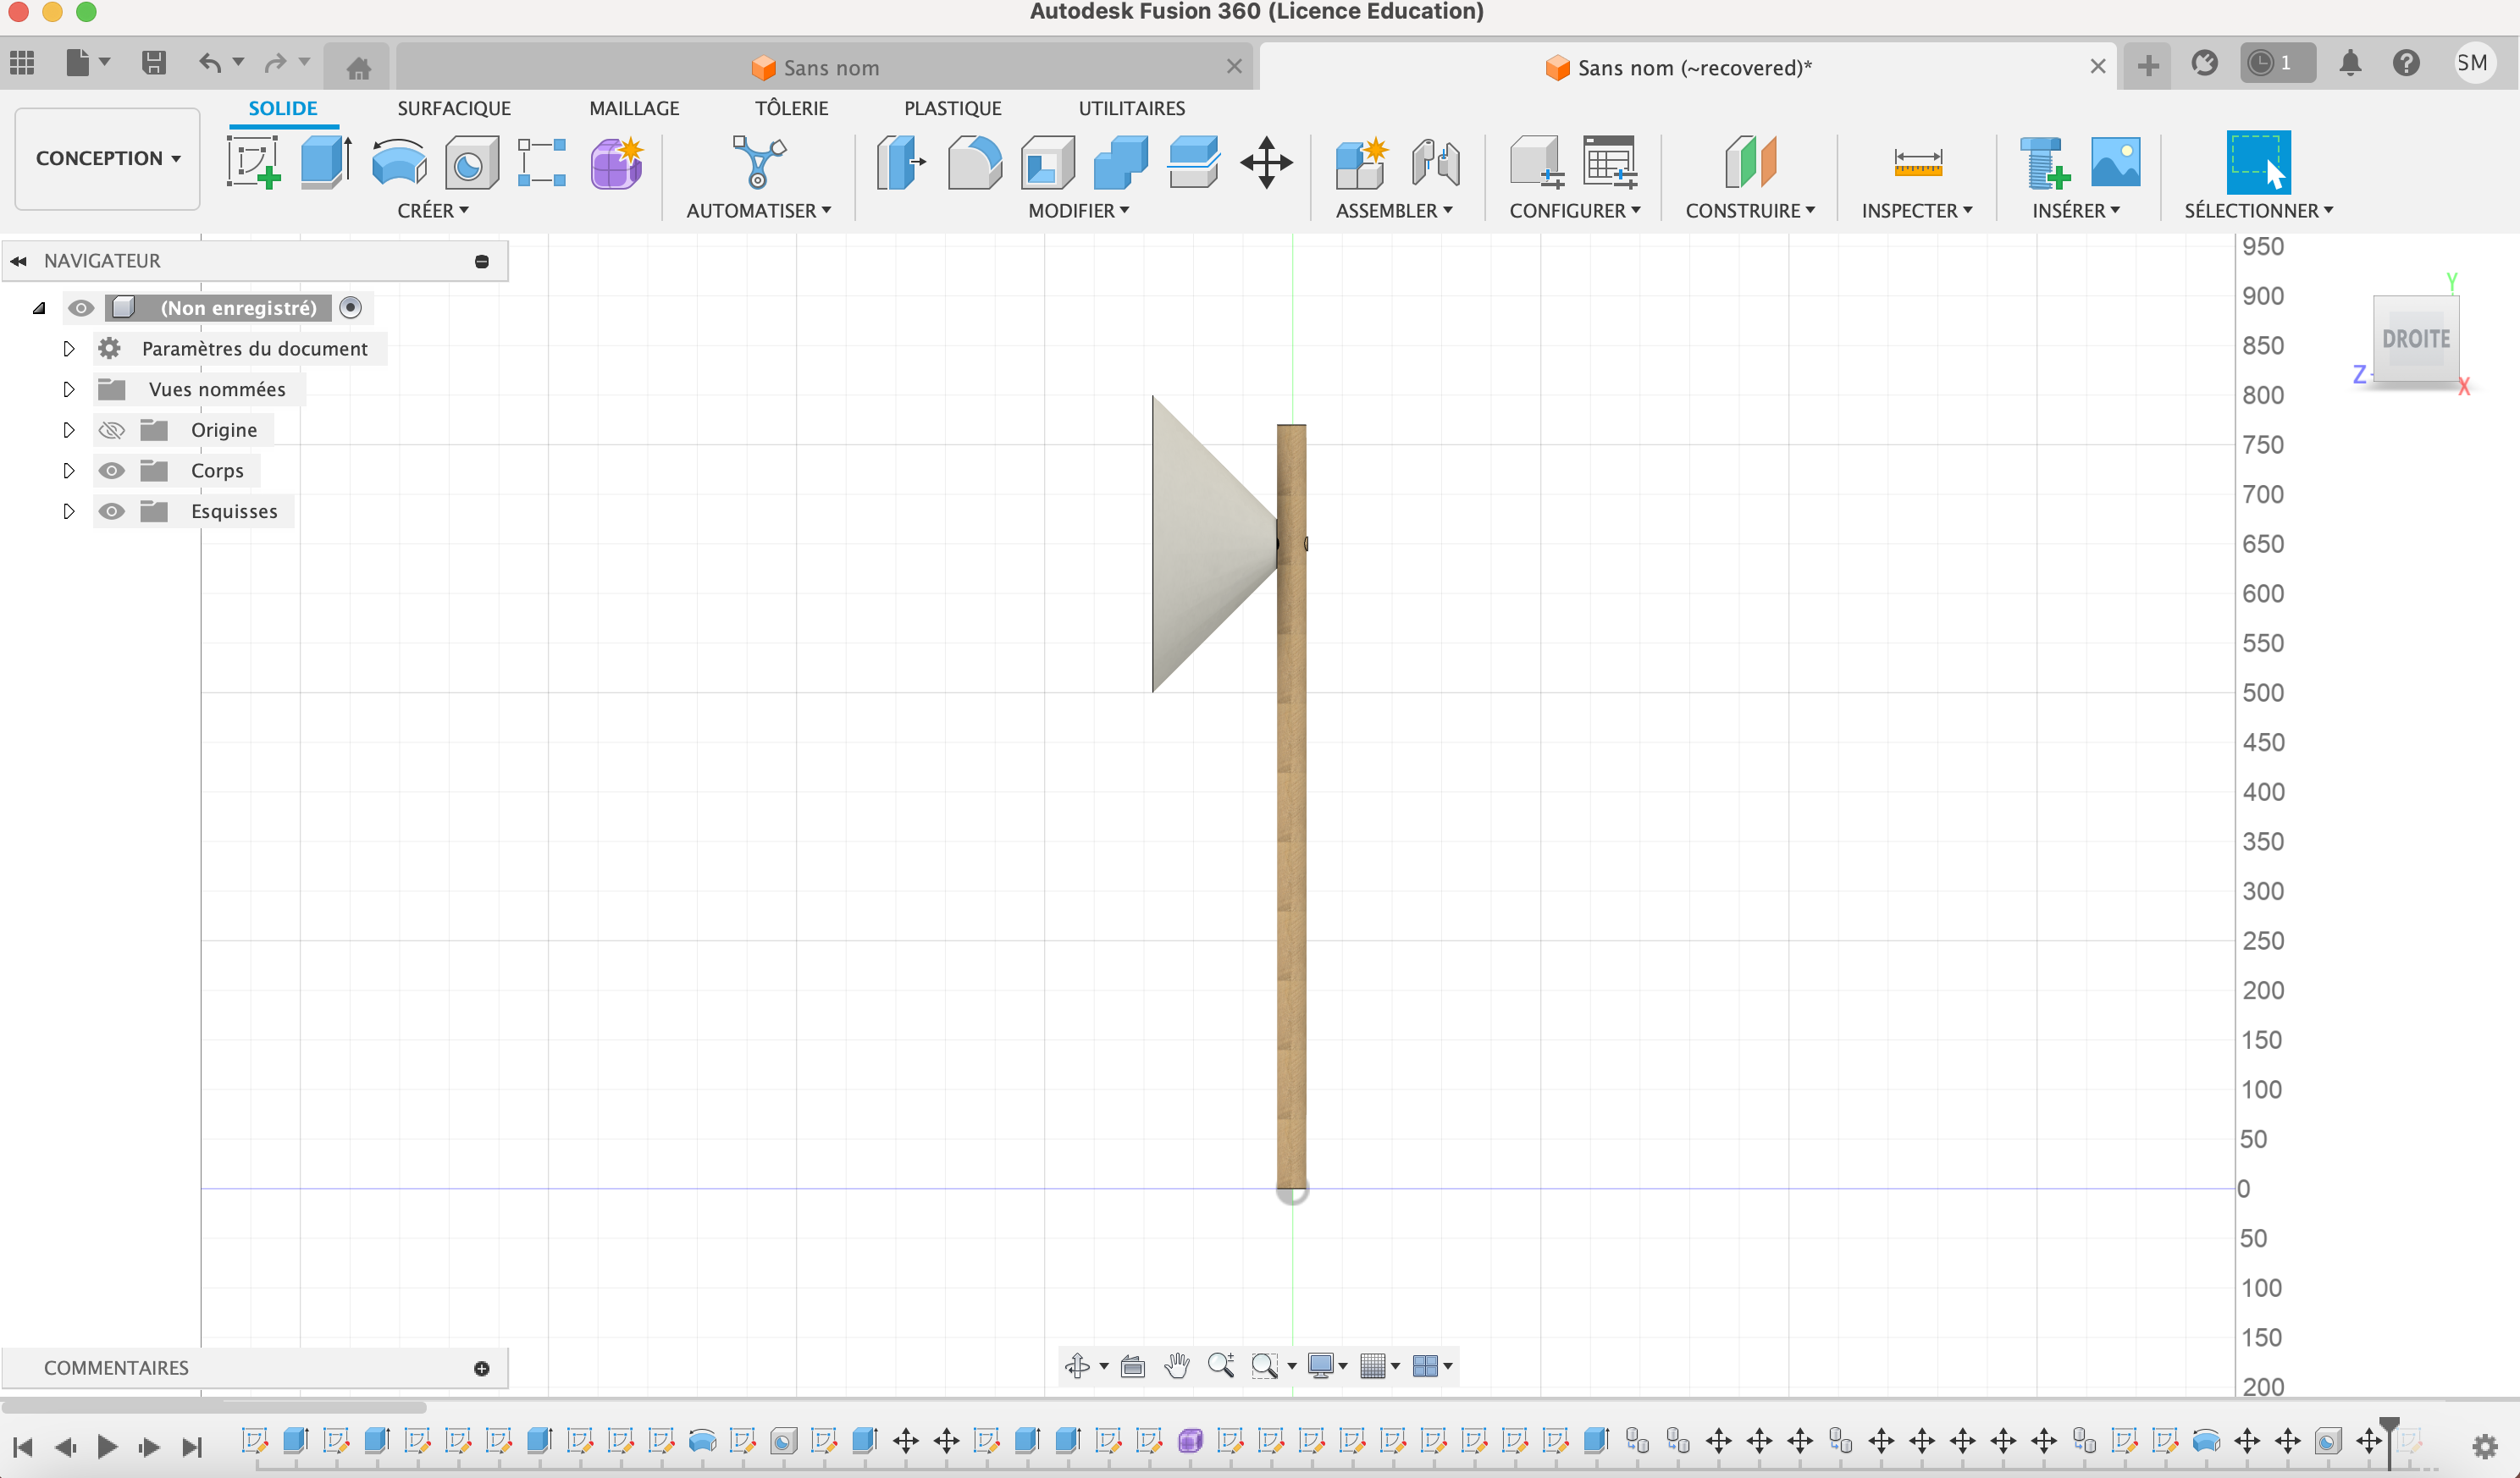 Autodesk Fusion 360 (Licence Education)
Sans nom
Sans nom (~recovered)*
1
SM
CONCEPTION
SOLIDE
SURFACIQUE
MAILLAGE
TÔLERIE
PLASTIQUE
UTILITAIRES
CRÉER
AUTOMATISER
MODIFIER
ASSEMBLER
CONFIGURER
CONSTRUIRE
INSPECTER
INSÉRER
SÉLECTIONNER
NAVIGATEUR
(Non enregistré)
Paramètres du document
Vues nommées
Origine
Corps
Esquisses
Y
DROITE
Z
X
950
900
850
800
750
700
650
600
550
500
450
400
350
300
250
200
150
100
50
0
50
100
150
200
COMMENTAIRES